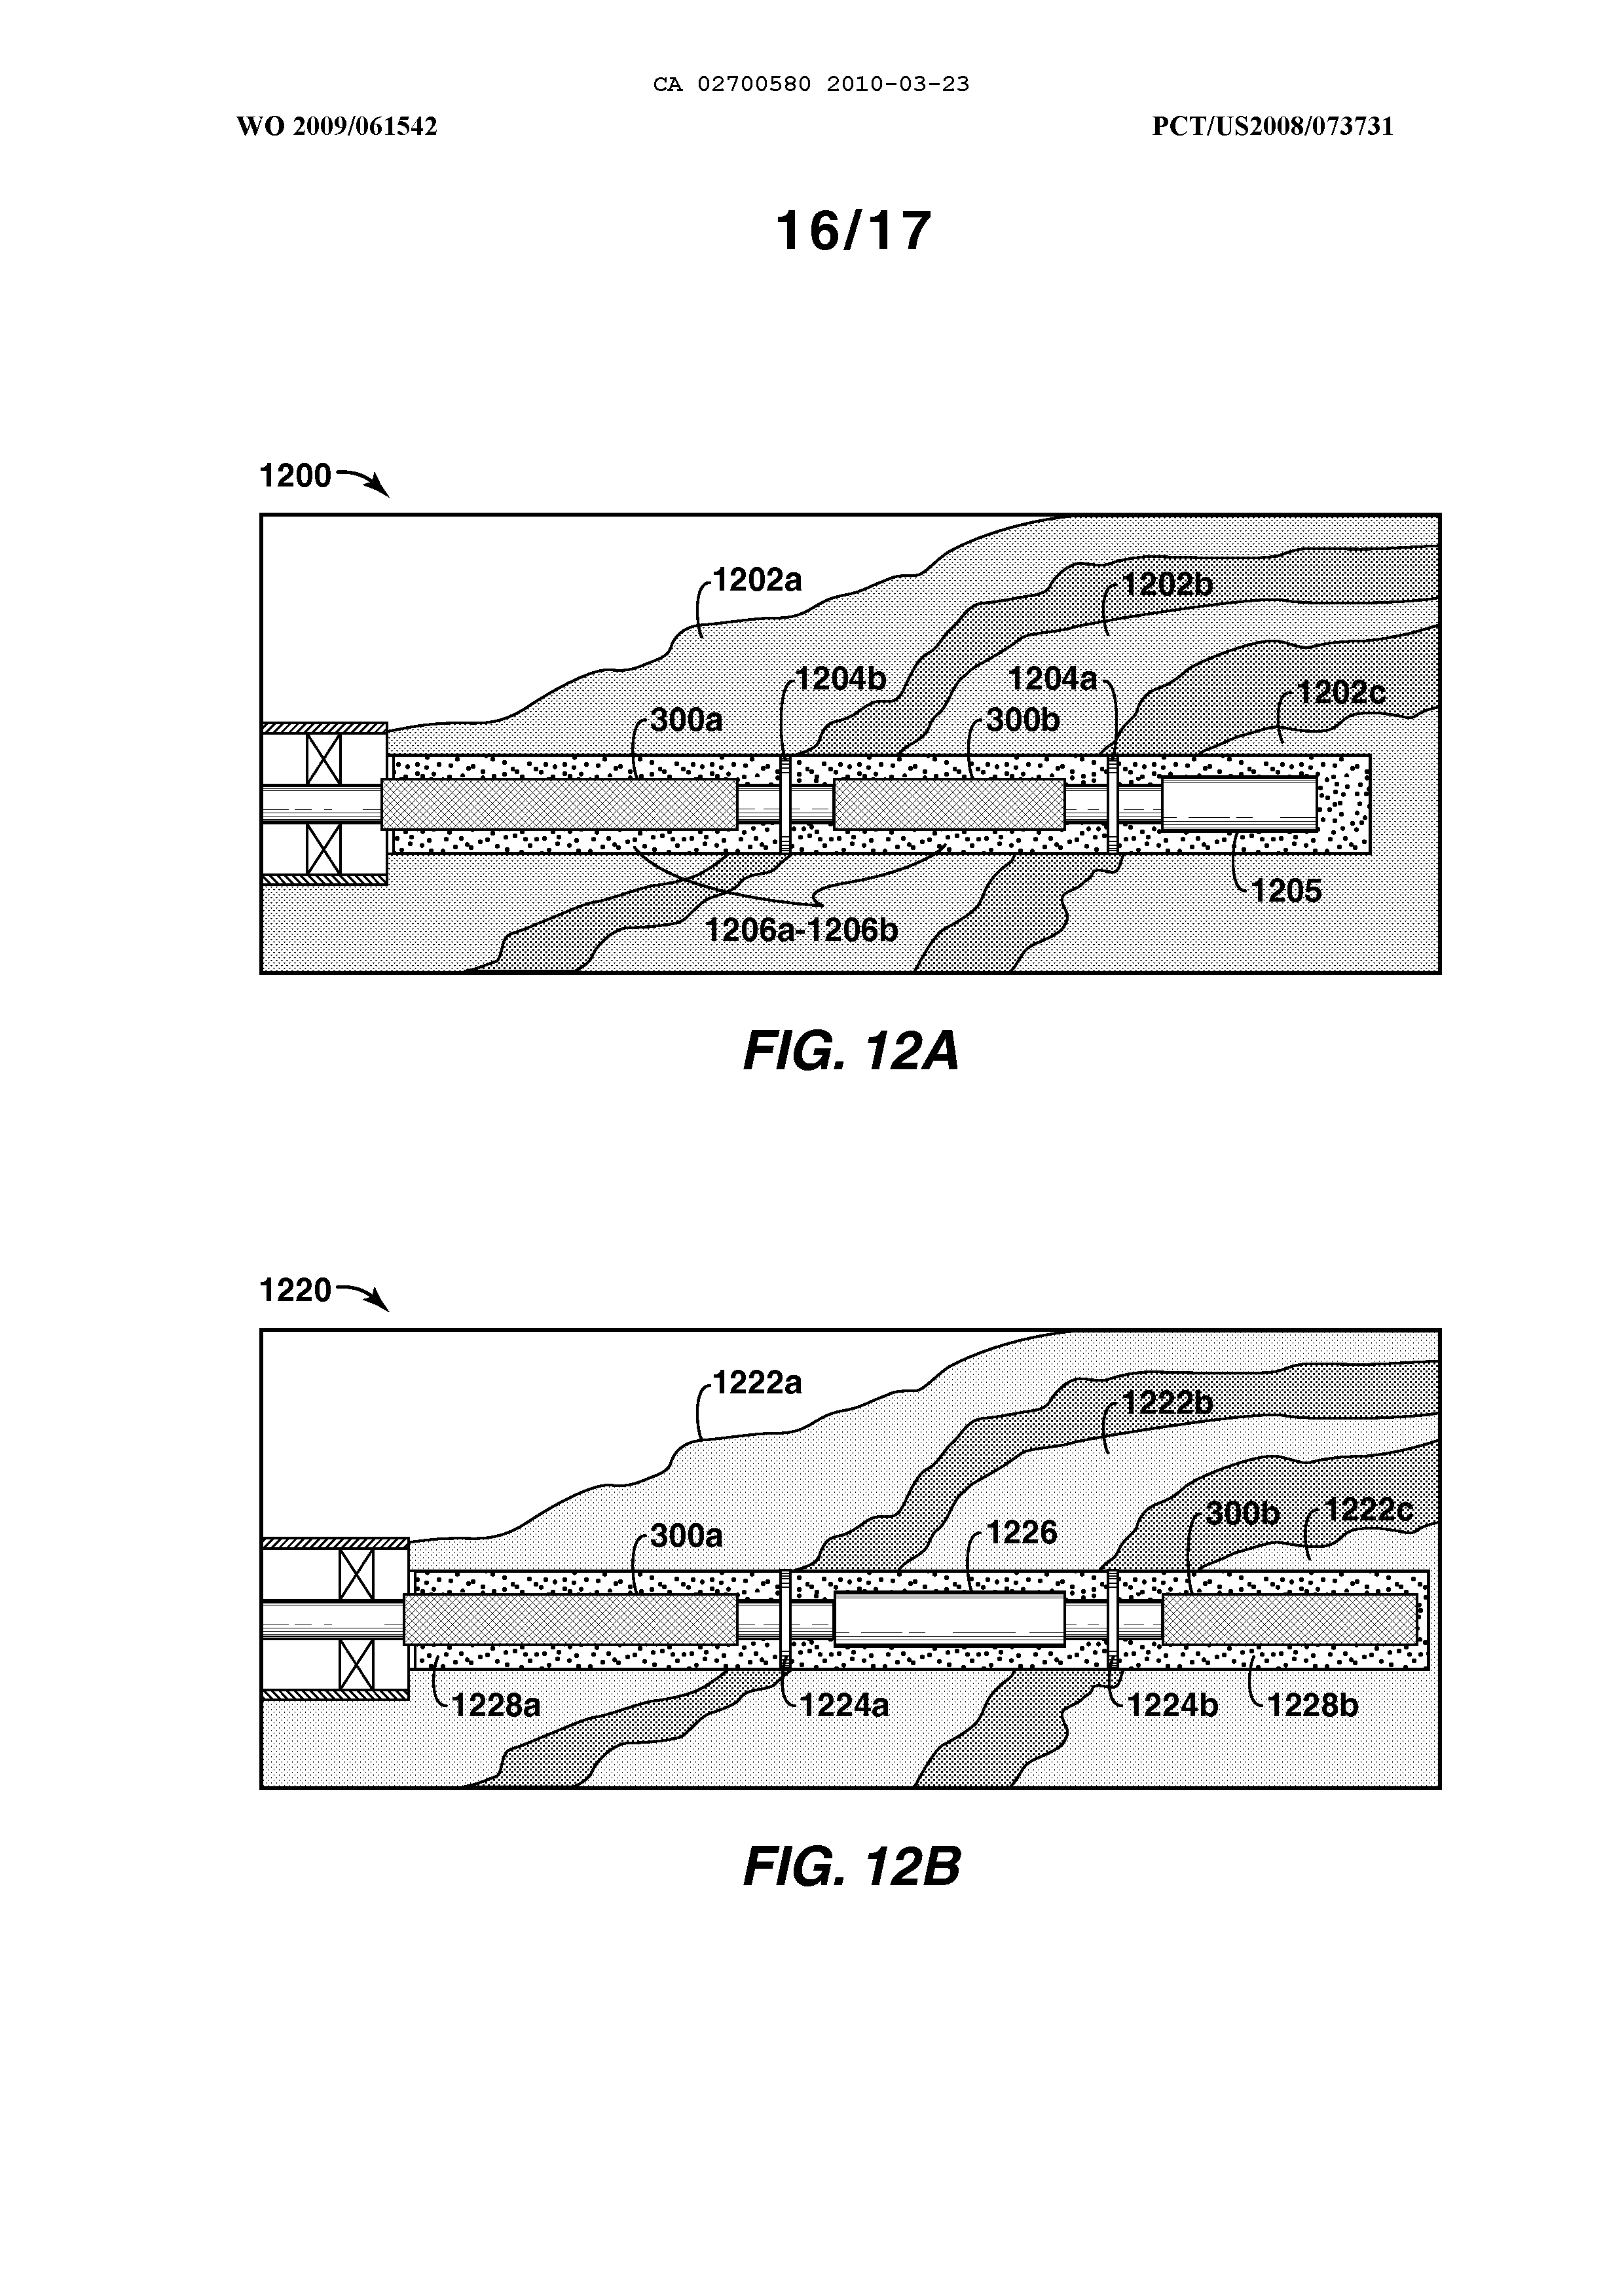 CA 02700580 2010-03-23
WO 2009/061542 PCT/US2008/073731
16/17
1200
1202a
1202b
1204b 1204a
1202c
300a 300b
1205
1206a-1206b
FIG. 12A
1220
1222a
1222b
300b 1222c
300a 1226
1228a 1224a 1224b 1228b
FIG. 12B